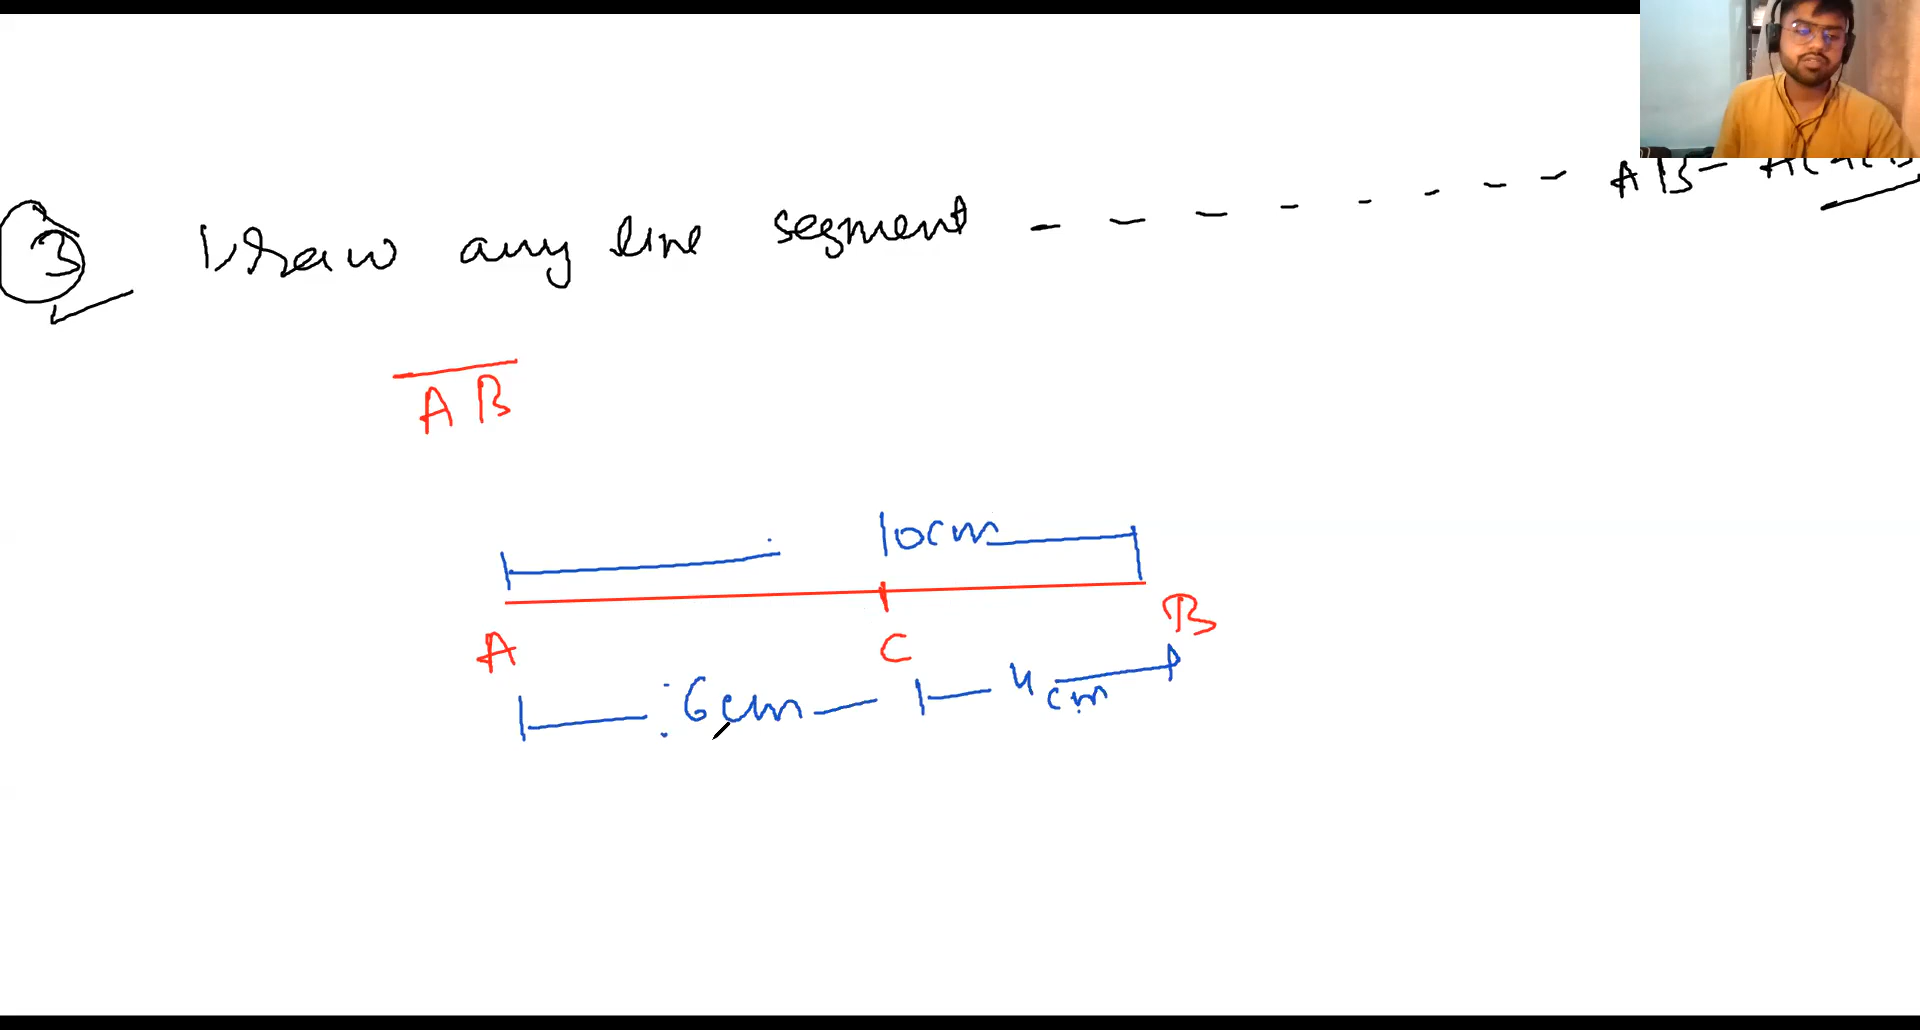 3 Draw any line segment - - - - - - - - AB =
AB
10cm
A C B
6cm 4cm